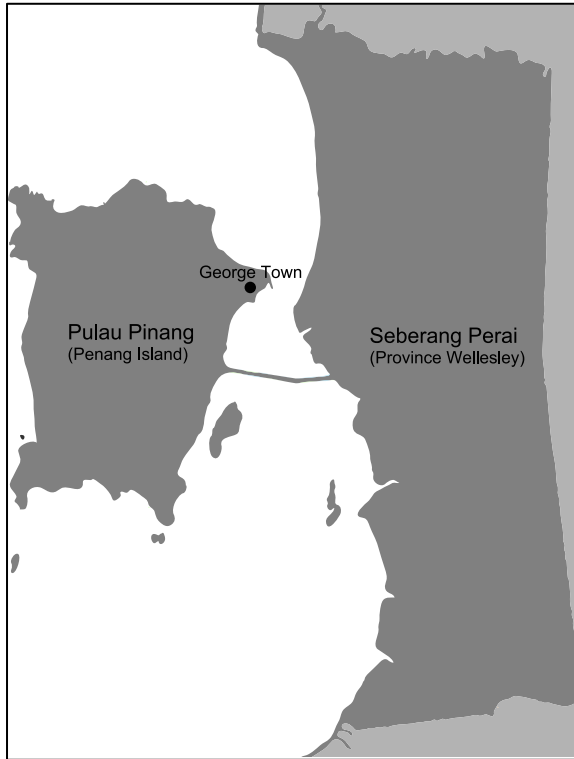 George Town
Pulau Pinang
(Penang Island)
Seberang Perai
(Province Wellesley)